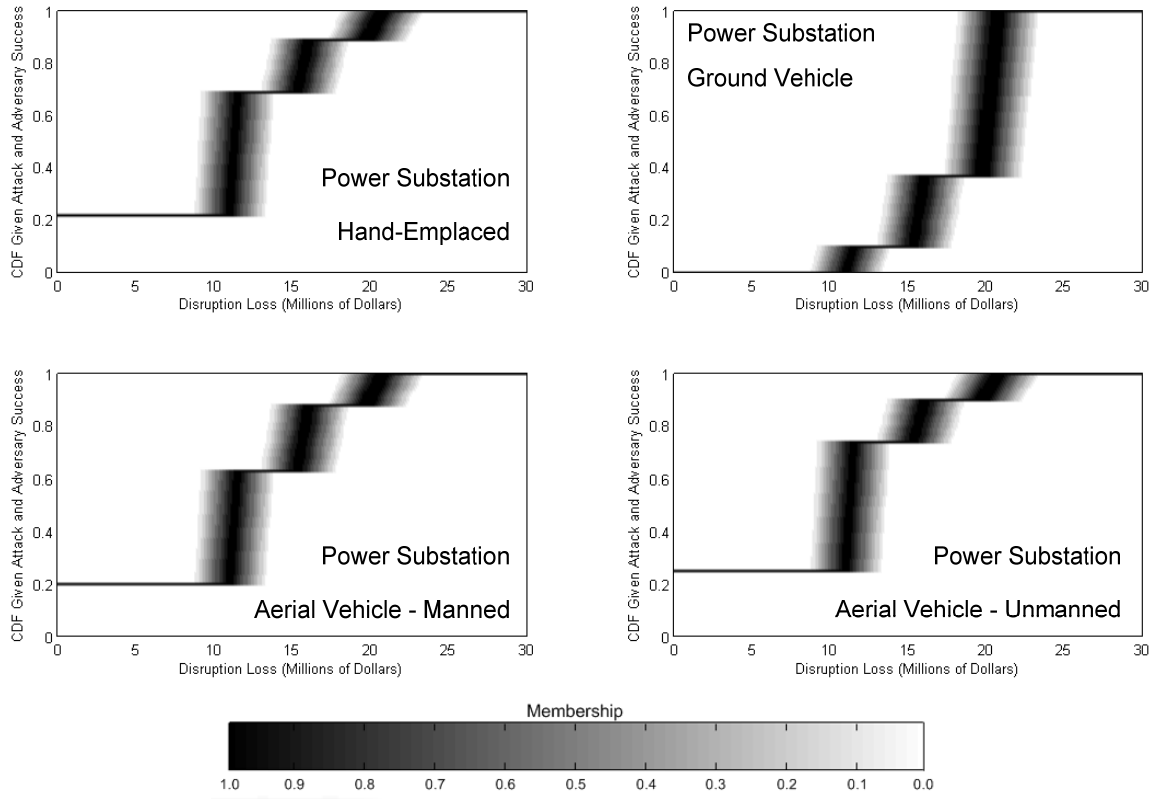 CDF Given Attack and Adversary Success
1
0.8
0.6
0.4
0.2
0
Power Substation
Hand-Emplaced
0 5 10 15 20 25 30
Disruption Loss (Millions of Dollars)
CDF Given Attack and Adversary Success
1
0.8
0.6
0.4
0.2
0
Power Substation
Ground Vehicle
0 5 10 15 20 25 30
Disruption Loss (Millions of Dollars)
CDF Given Attack and Adversary Success
1
0.8
0.6
0.4
0.2
0
Power Substation
Aerial Vehicle - Manned
0 5 10 15 20 25 30
Disruption Loss (Millions of Dollars)
CDF Given Attack and Adversary Success
1
0.8
0.6
0.4
0.2
0
Power Substation
Aerial Vehicle - Unmanned
0 5 10 15 20 25 30
Disruption Loss (Millions of Dollars)
Membership
1.0 0.9 0.8 0.7 0.6 0.5 0.4 0.3 0.2 0.1 0.0